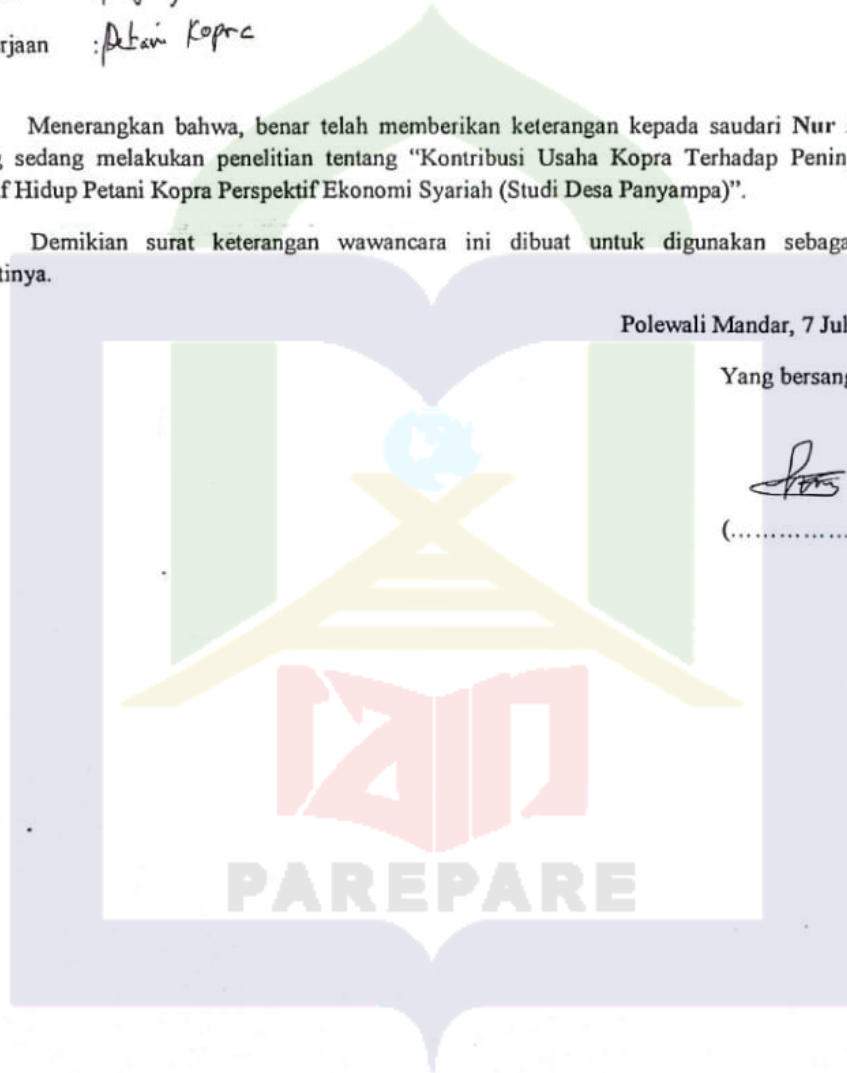 rjaan : Petani Kopra
Menerangkan bahwa, benar telah memberikan keterangan kepada saudari Nur
sedang melakukan penelitian tentang “Kontribusi Usaha Kopra Terhadap Penin
f Hidup Petani Kopra Perspektif Ekonomi Syariah (Studi Desa Panyampa)”.
Demikian surat keterangan wawancara ini dibuat untuk digunakan sebaga
tinya.
Polewali Mandar, 7 Jul
Yang bersang
(...............
PAREPARE